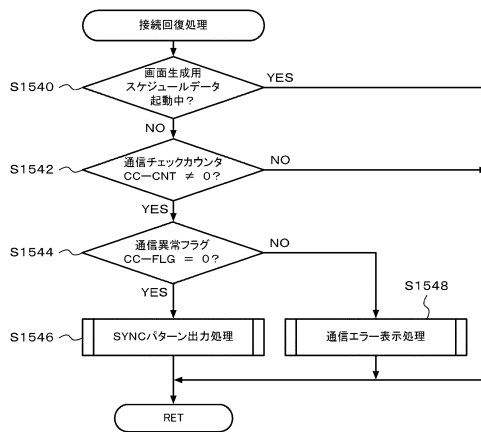 接続回復処理
S1540
画面生成用
スケジュールデータ
起動中？
YES
NO
S1542
通信チェックカウンタ
CC－CNT ≠ 0？
NO
YES
S1544
通信異常フラグ
CC－FLG ＝ 0？
NO
YES
S1548
S1546
SYNCパターン出力処理
通信エラー表示処理
RET